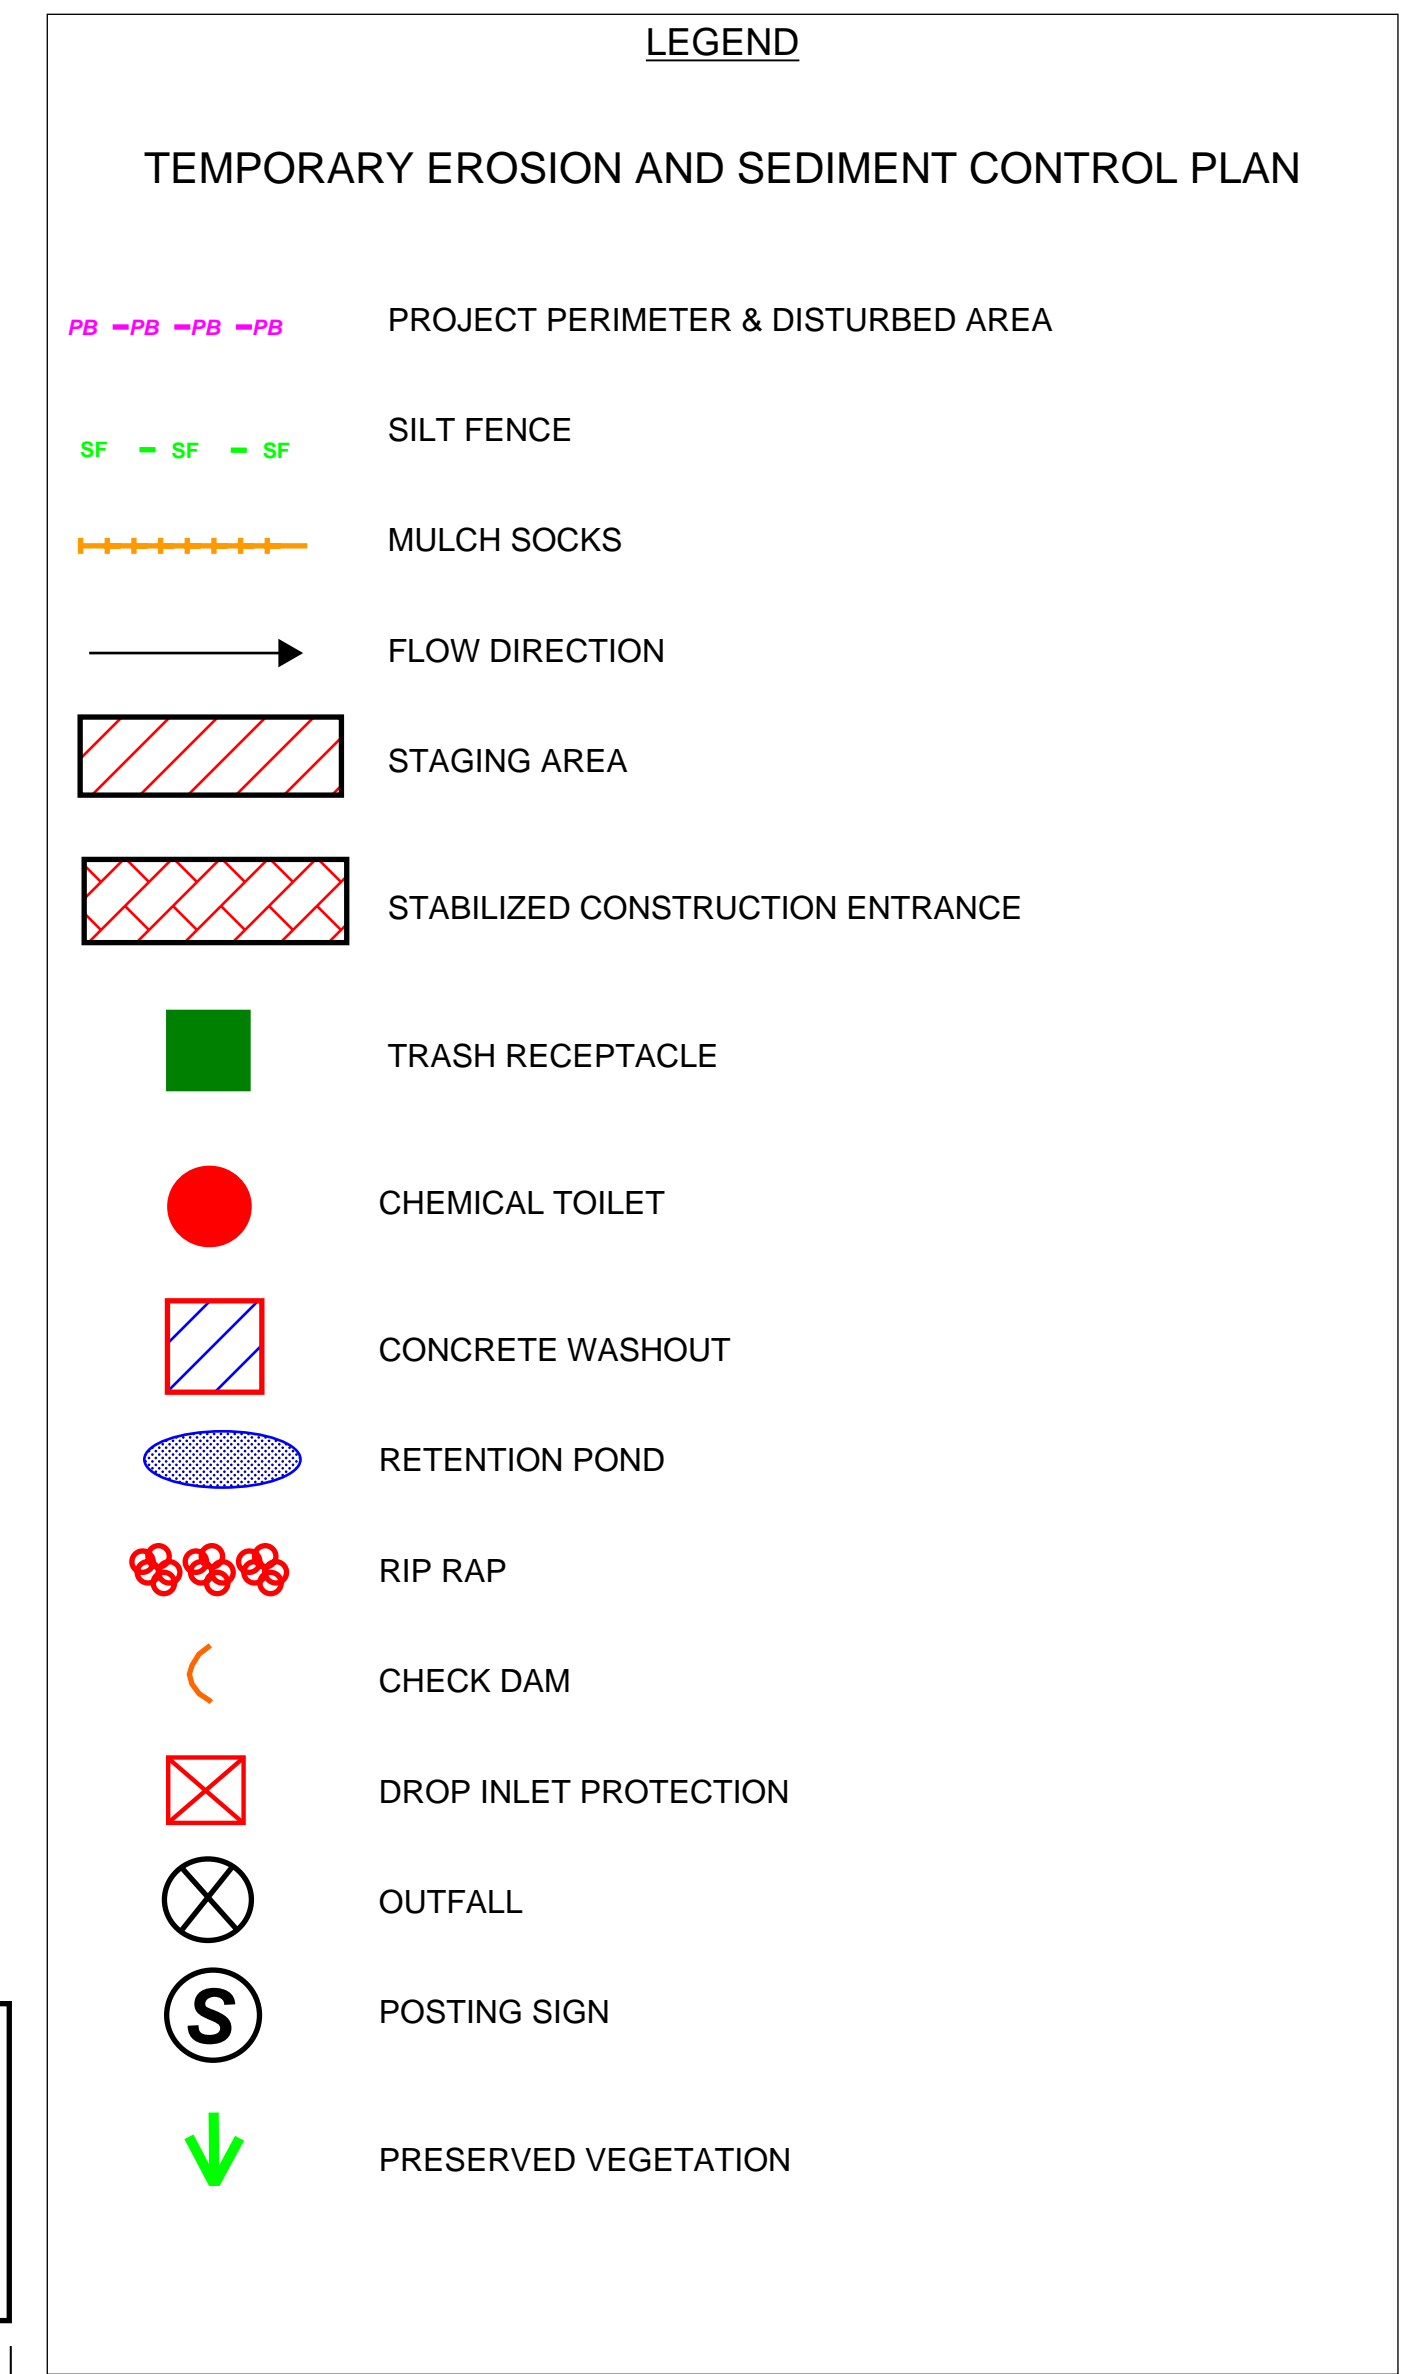 LEGEND
TEMPORARY EROSION AND SEDIMENT CONTROL PLAN
PB PB PB PB PROJECT PERIMETER & DISTURBED AREA
SF SF SF SILT FENCE
MULCH SOCKS
FLOW DIRECTION
STAGING AREA
STABILIZED CONSTRUCTION ENTRANCE
TRASH RECEPTACLE
CHEMICAL TOILET
CONCRETE WASHOUT
RETENTION POND
RIP RAP
CHECK DAM
DROP INLET PROTECTION
OUTFALL
S POSTING SIGN
PRESERVED VEGETATION